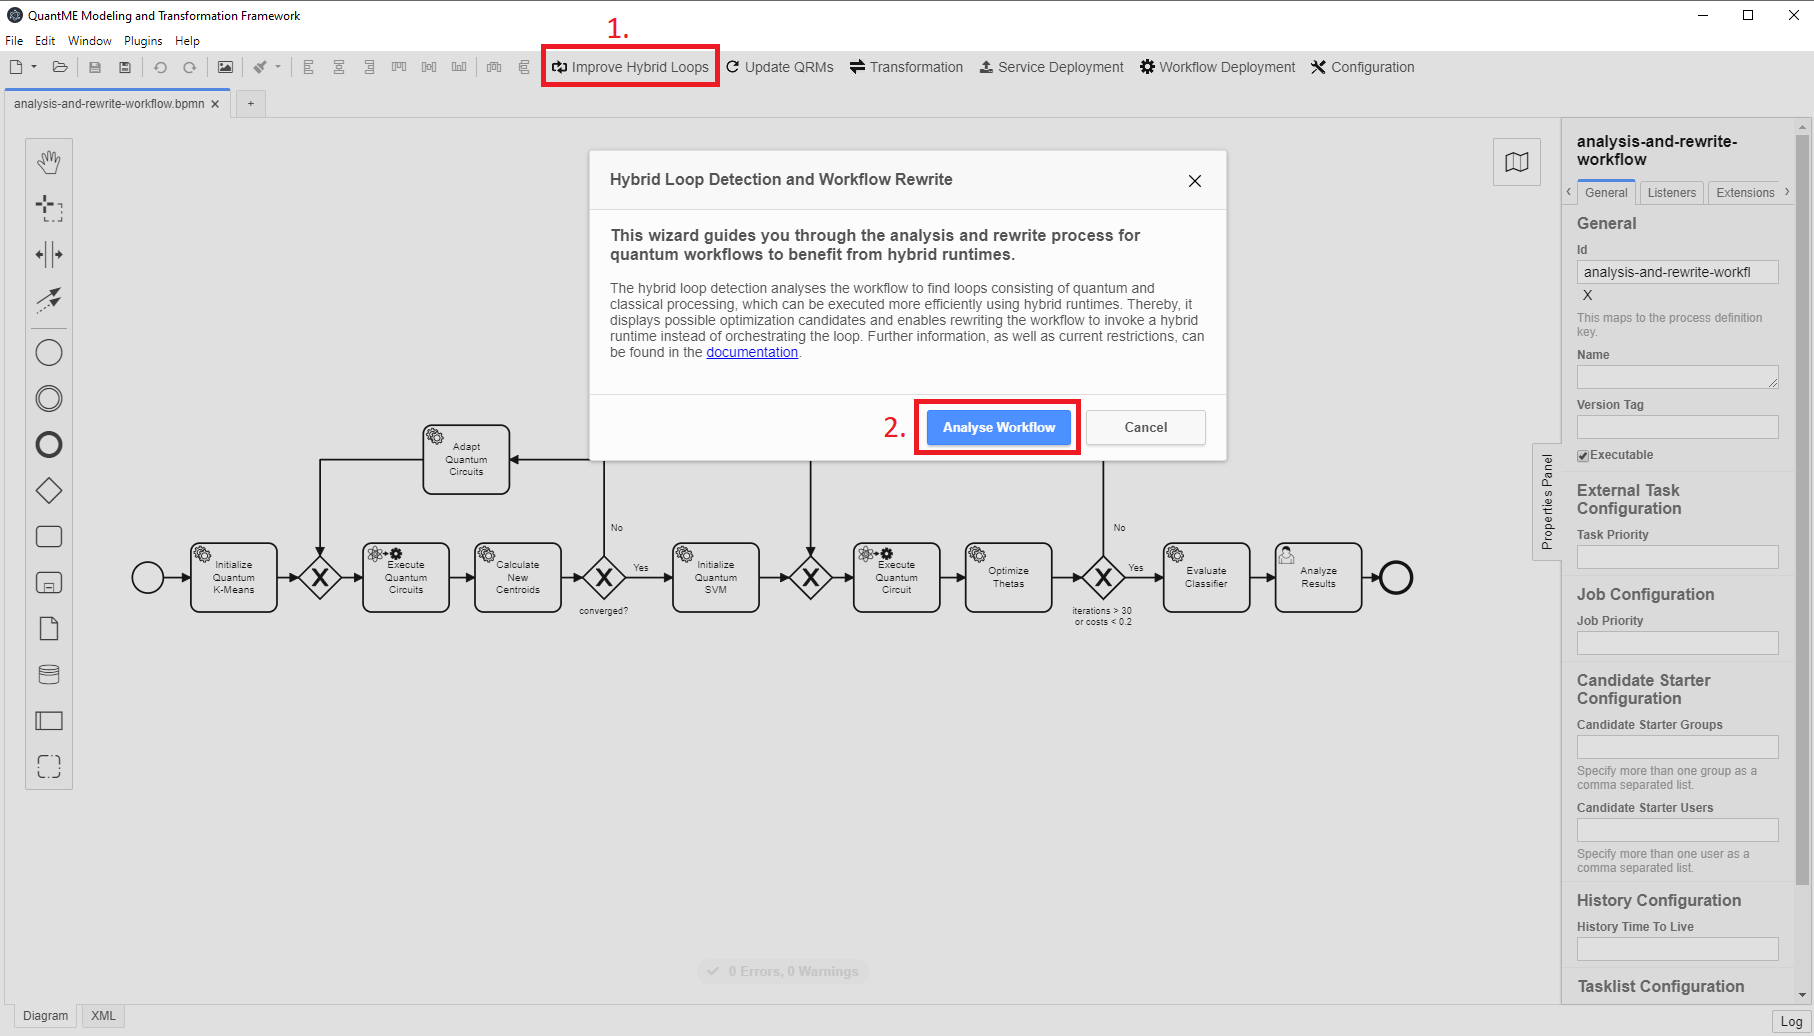 QuantME Modeling and Transformation Framework
File Edit Window Plugins Help
1.
Improve Hybrid Loops Update QRMs Transformation Service Deployment Workflow Deployment Configuration
analysis-and-rewrite-workflow.bpmn
+
Hybrid Loop Detection and Workflow Rewrite
This wizard guides you through the analysis and rewrite process for
quantum workflows to benefit from hybrid runtimes.
The hybrid loop detection analyses the workflow to find loops consisting of quantum and
classical processing, which can be executed more efficiently using hybrid runtimes. Thereby, it
displays possible optimization candidates and enables rewriting the workflow to invoke a hybrid
runtime instead of orchestrating the loop. Further information, as well as current restrictions, can
be found in the documentation.
2.
Analyse Workflow
Cancel
Adapt
Quantum
Circuits
No
No
Initialize
Quantum
K-Means
Execute
Quantum
Circuits
Calculate
New
Centroids
Yes
converged?
Initialize
Quantum
SVM
Execute
Quantum
Circuit
Optimize
Thetas
Yes
iterations > 30
or costs < 0.2
Evaluate
Classifier
Analyze
Results
0 Errors, 0 Warnings
Properties Panel
analysis-and-rewrite-
workflow
General Listeners Extensions
General
Id
analysis-and-rewrite-workfl
X
This maps to the process definition
key.
Name
Version Tag
Executable
External Task
Configuration
Task Priority
Job Configuration
Job Priority
Candidate Starter
Configuration
Candidate Starter Groups
Specify more than one group as a
comma separated list.
Candidate Starter Users
Specify more than one user as a
comma separated list.
History Configuration
History Time To Live
Tasklist Configuration
Diagram XML
Log